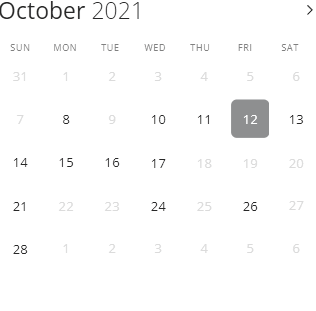 October 2021
SUN MON TUE WED THU FRI SAT
31 1 2 3 4 5 6
7 8 9 10 11 12 13
14 15 16 17 18 19 20
21 22 23 24 25 26 27
28 1 2 3 4 5 6